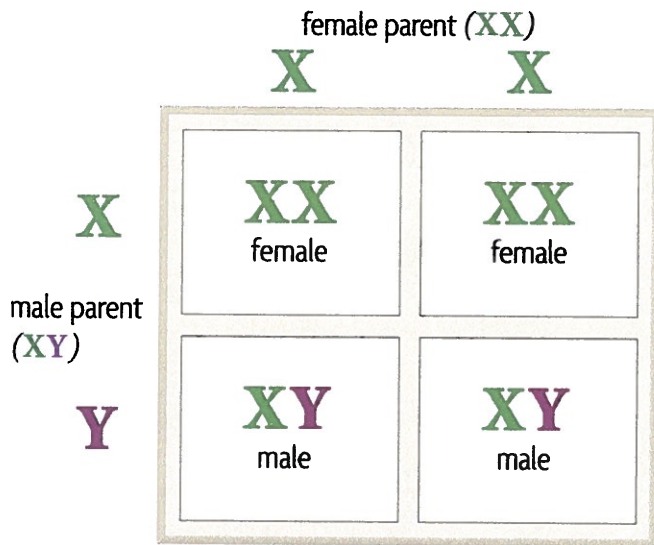 female parent (XX)
X X
X
XX XX
female female
male parent
(XY)
Y
XY XY
male male